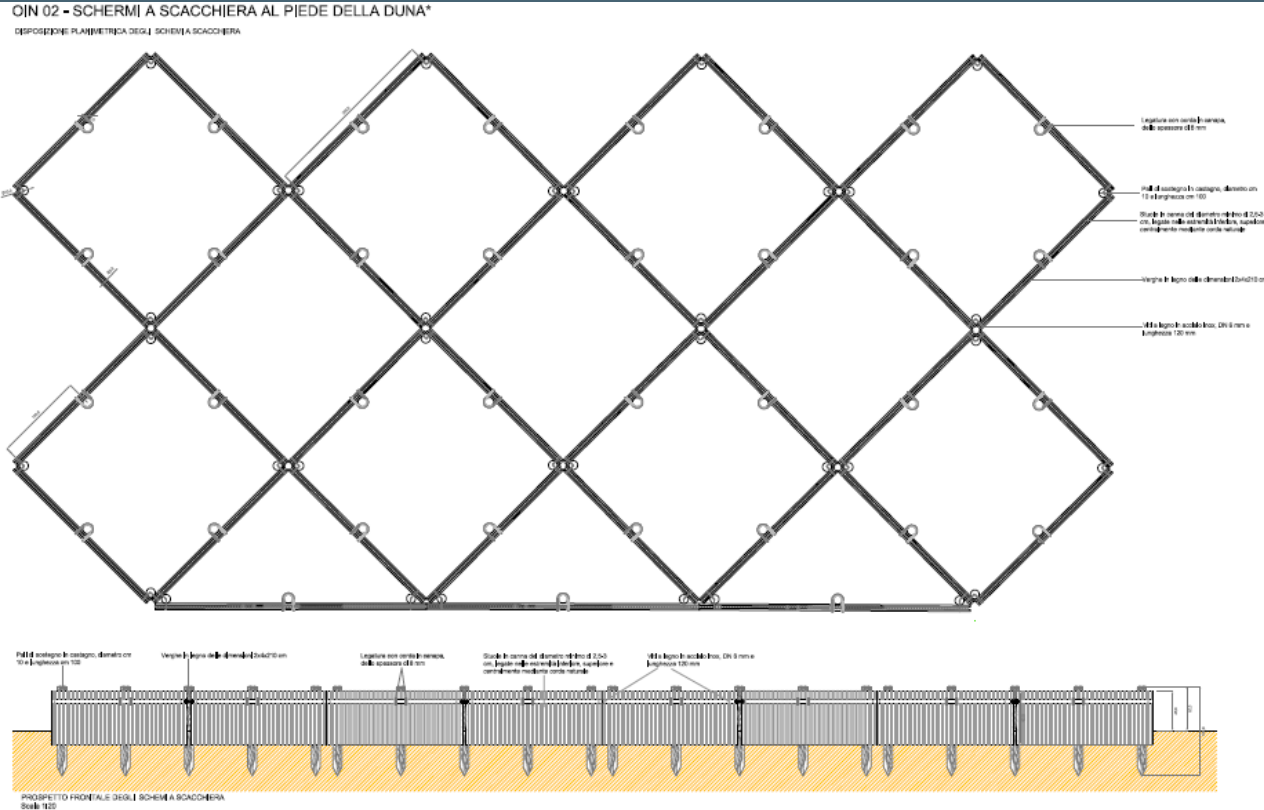 OIN 02 - SCHERMI A SCACCHIERA AL PIEDE DELLA DUNA*
DISPOSIZIONE PLANIMETRICA DEGLI SCHEMI A SCACCHIERA
Legatura con corda in canapa,
dello spessore di 8 mm
Pali di sostegno in castagno, diametro cm
10 e lunghezza cm 100
Stuoie in canna del diametro minimo di 2,5-3
cm, legate nelle estremità inferiore, superiore
centralmente mediante corda naturale
Verghe in legno delle dimensioni 2x4x210 cm
Viti a legno in acciaio inox, DN 6 mm e
lunghezza 120 mm
Pali di sostegno in castagno, diametro cm
10 e lunghezza cm 100
Verghe in legno delle dimensioni 2x4x210 cm
Legatura con corda in canapa,
dello spessore di 8 mm
Stuoie in canna del diametro minimo di 2,5-3
cm, legate nelle estremità inferiore, superiore e
centralmente mediante corda naturale
Viti a legno in acciaio inox, DN 6 mm e
lunghezza 120 mm
PROSPETTO FRONTALE DEGLI SCHEMI A SCACCHIERA
Scala 1:20